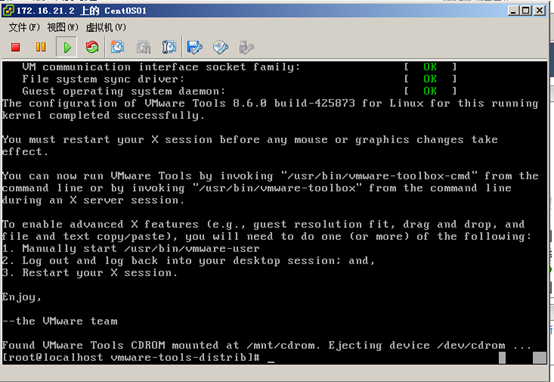 172.16.21.2 上的 CentOS01
文件(F) 视图(W) 虚拟机(V)
VM communication interface socket family: [ OK ]
File system sync driver: [ OK ]
Guest operating system daemon: [ OK ]
The configuration of VMware Tools 8.6.0 build-425873 for Linux for this running
kernel completed successfully.
You must restart your X session before any mouse or graphics changes take
effect.
You can now run VMware Tools by invoking "/usr/bin/vmware-toolbox-cmd" from the
command line or by invoking "/usr/bin/vmware-toolbox" from the command line
during an X server session.
To enable advanced X features (e.g., guest resolution fit, drag and drop, and
file and text copy/paste), you will need to do one (or more) of the following:
1. Manually start /usr/bin/vmware-user
2. Log out and log back into your desktop session; and,
3. Restart your X session.
Enjoy,
--the VMware team
Found VMware Tools CDROM mounted at /mnt/cdrom. Ejecting device /dev/cdrom ...
[root@localhost vmware-tools-distrib]# _